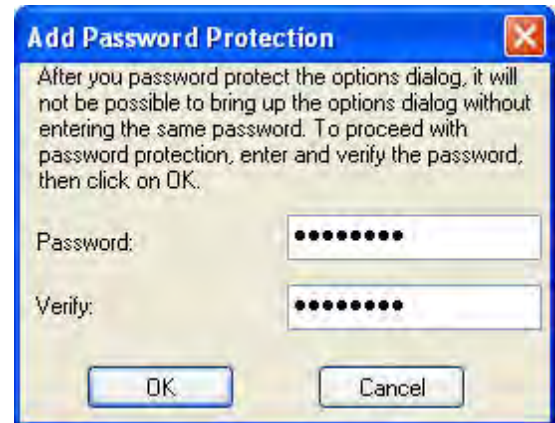 Add Password Protection
After you password protect the options dialog, it will
not be possible to bring up the options dialog without
entering the same password. To proceed with
password protection, enter and verify the password,
then click on OK.
Password: ●●●●●●●●
Verify: ●●●●●●●●
OK Cancel